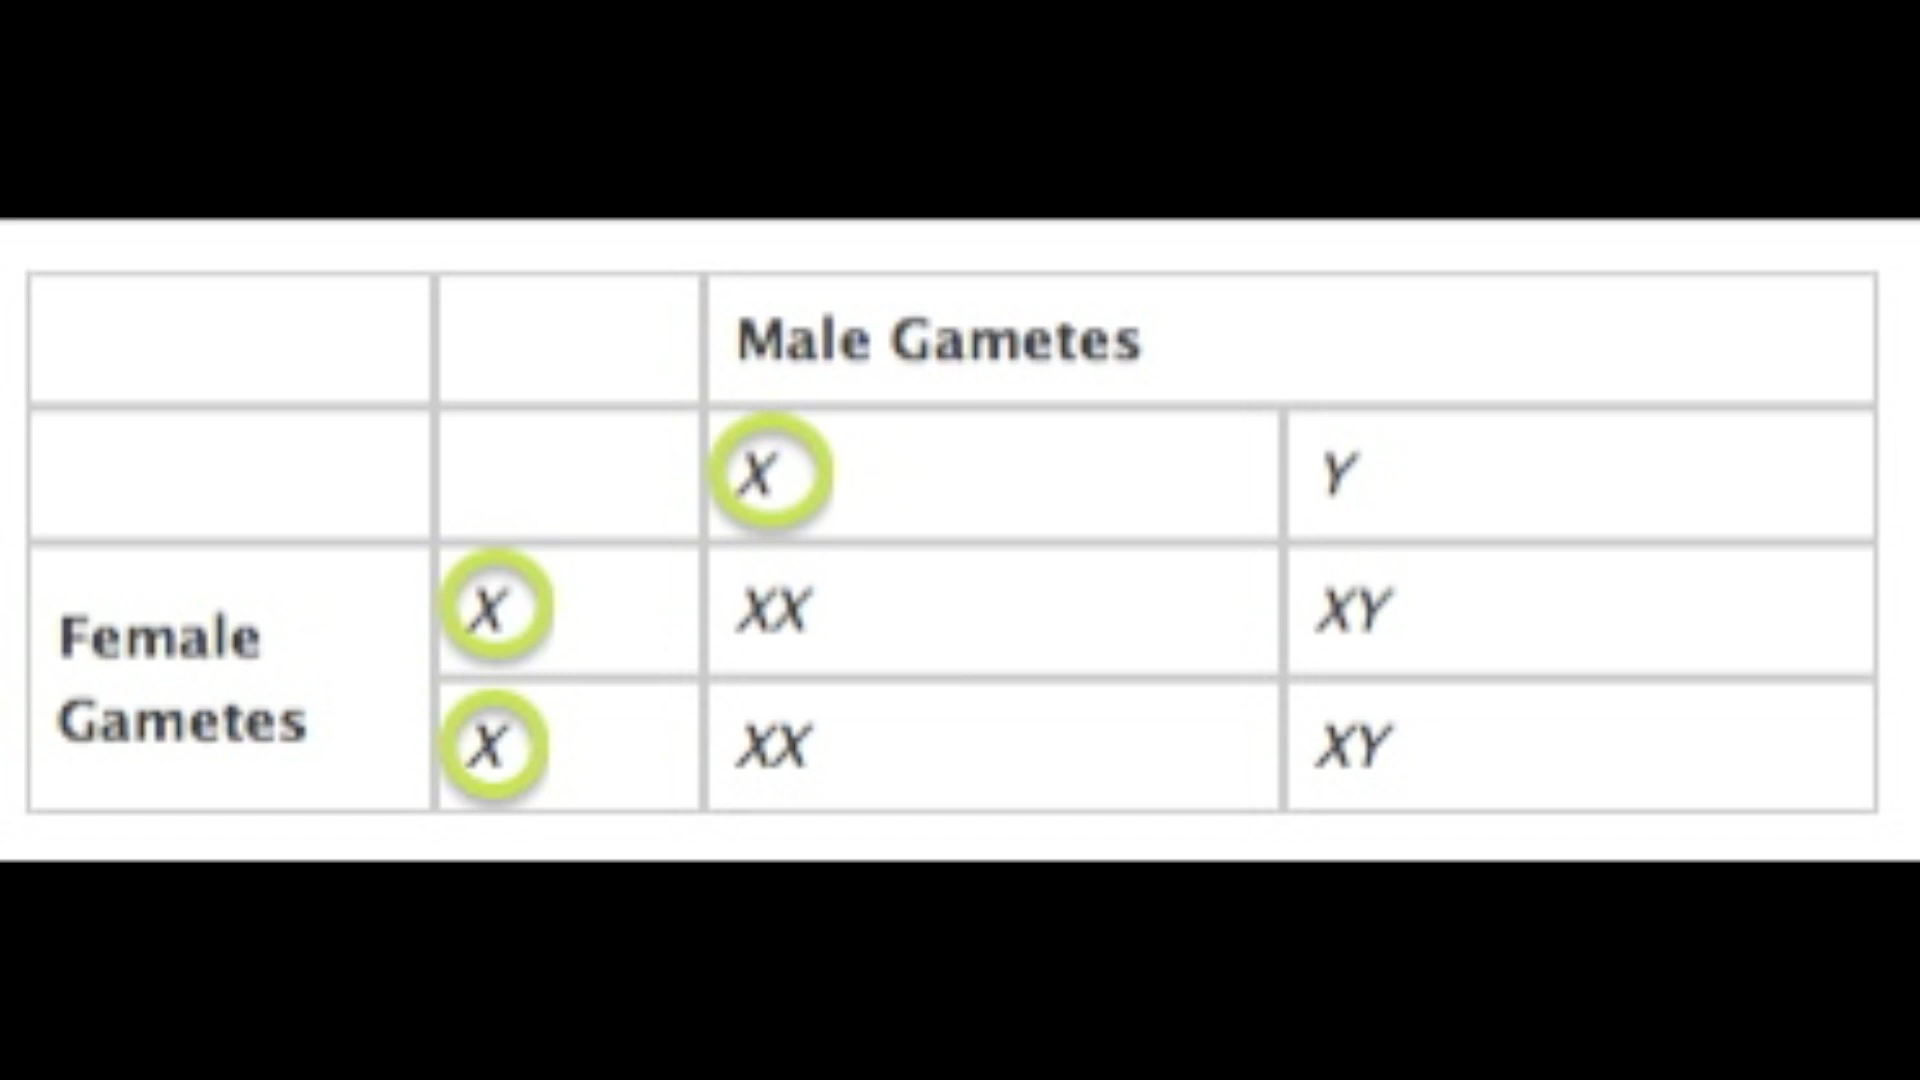 Male Gametes
X Y
X XX XY
Female
Gametes
X XX XY